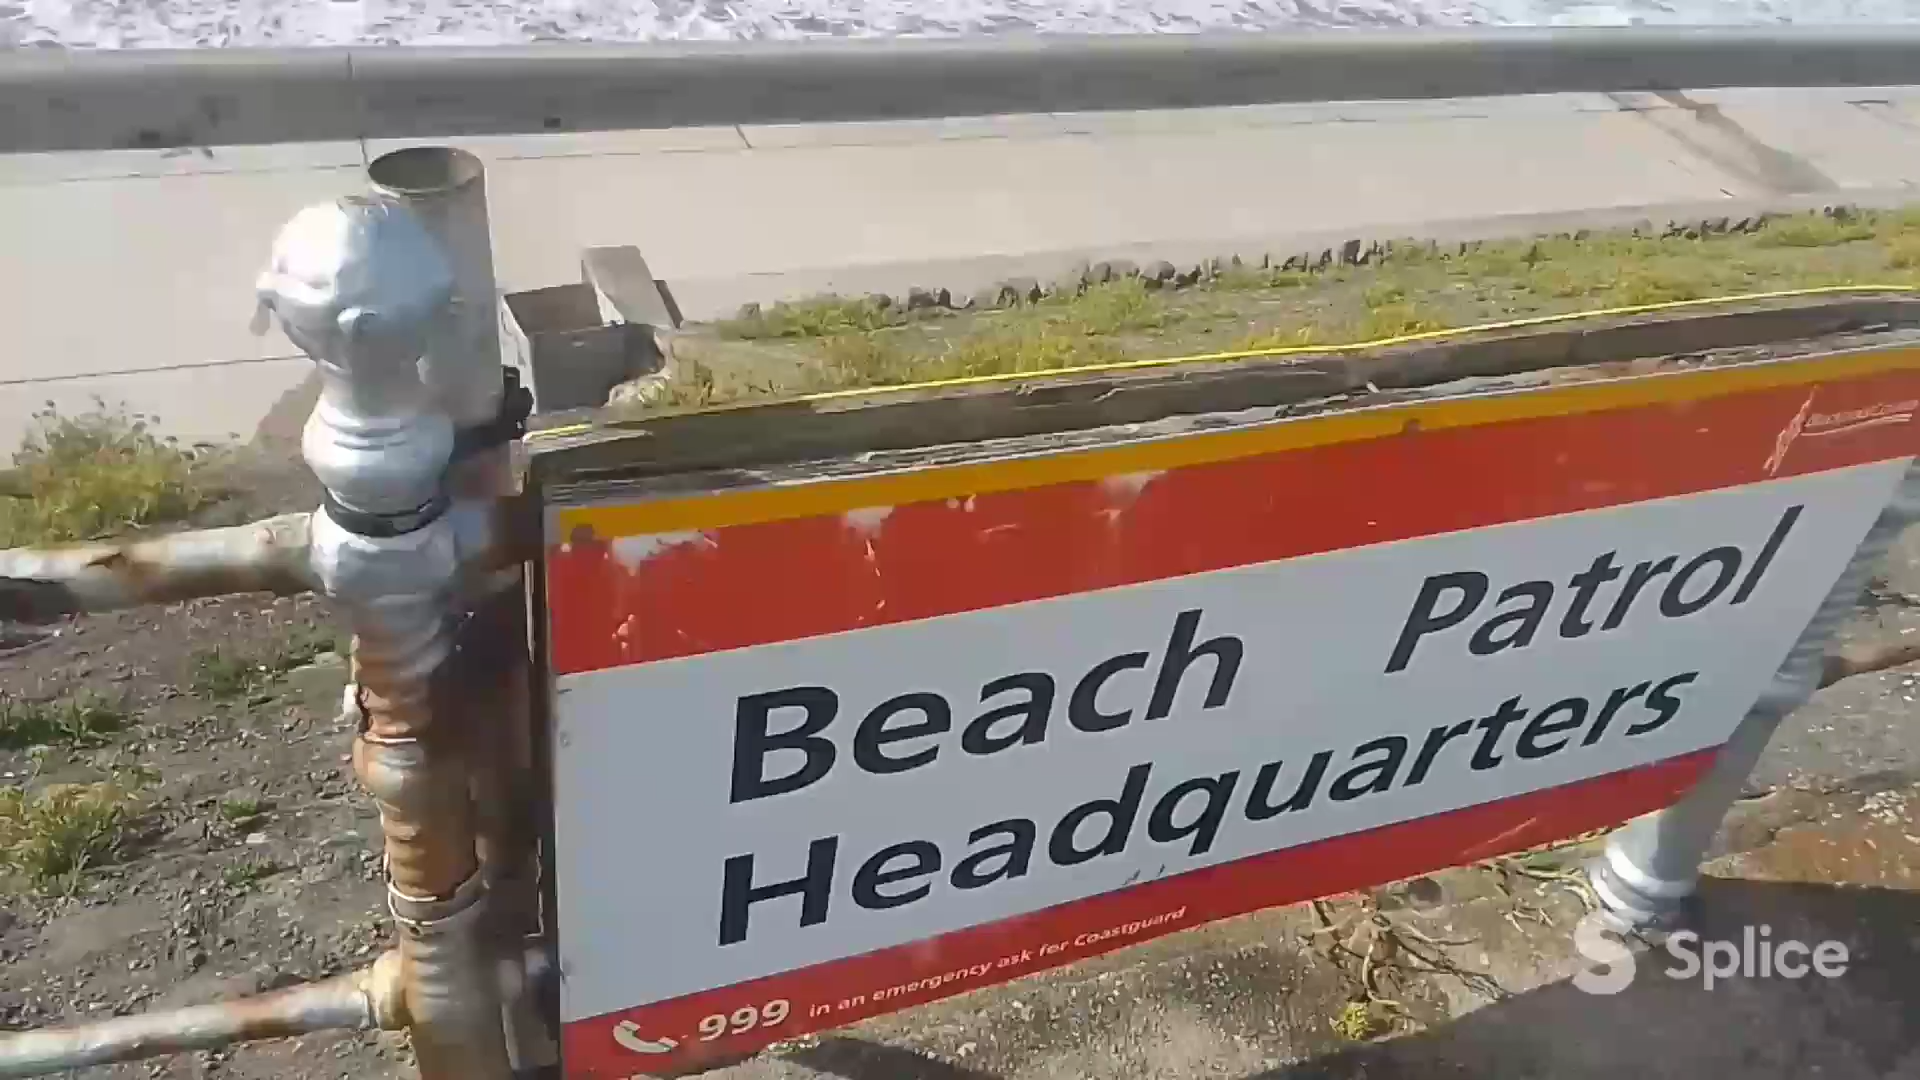 Beach Patrol
Headquarters
999 in an emergency ask for Coastguard
Splice